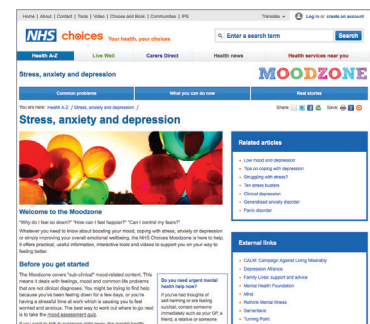 Home | About | Contact | Tools | Video | Choose and Book | Communities | IPS
Translate
Log in or create an account
NHS choices Your health, your choices
Enter a search term
Search
Health A-Z
Live Well
Carers Direct
Health news
Health services near you
Stress, anxiety and depression
MOODZONE
Common problems
What you can do now
Real stories
You are here: Health A-Z / Stress, anxiety and depression /
Share:
Save:
Stress, anxiety and depression
Welcome to the Moodzone
"Why do I feel so down?" "How can I feel happier?" "Can I control my fears?"
Whatever you need to know about boosting your mood, coping with stress, anxiety or depression
or simply improving your overall emotional wellbeing, the NHS Choices Moodzone is here to help.
It offers practical, useful information, interactive tools and videos to support you on your way to
feeling better.
Before you get started
The Moodzone covers "sub-clinical" mood-related content. This
means it deals with feelings, mood and common life problems
that are not clinical diagnoses. You might be trying to find help
because you've been feeling down for a few days, or you're
having a stressful time at work which is causing you to feel
worried and anxious. The best way to work out where to go next
is to take the mood assessment quiz.
Do you need urgent mental
health help now?
If you've had thoughts of
self-harming or are feeling
suicidal, contact someone
immediately such as your GP, a
friend, a relative or someone
Related articles
Low mood and depression
Tips on coping with depression
Struggling with stress?
Ten stress busters
Clinical depression
Generalised anxiety disorder
Panic disorder
External links
CALM: Campaign Against Living Miserably
Depression Alliance
Family Lives: support and advice
Mental Health Foundation
Mind
Rethink Mental Illness
Samaritans
Turning Point